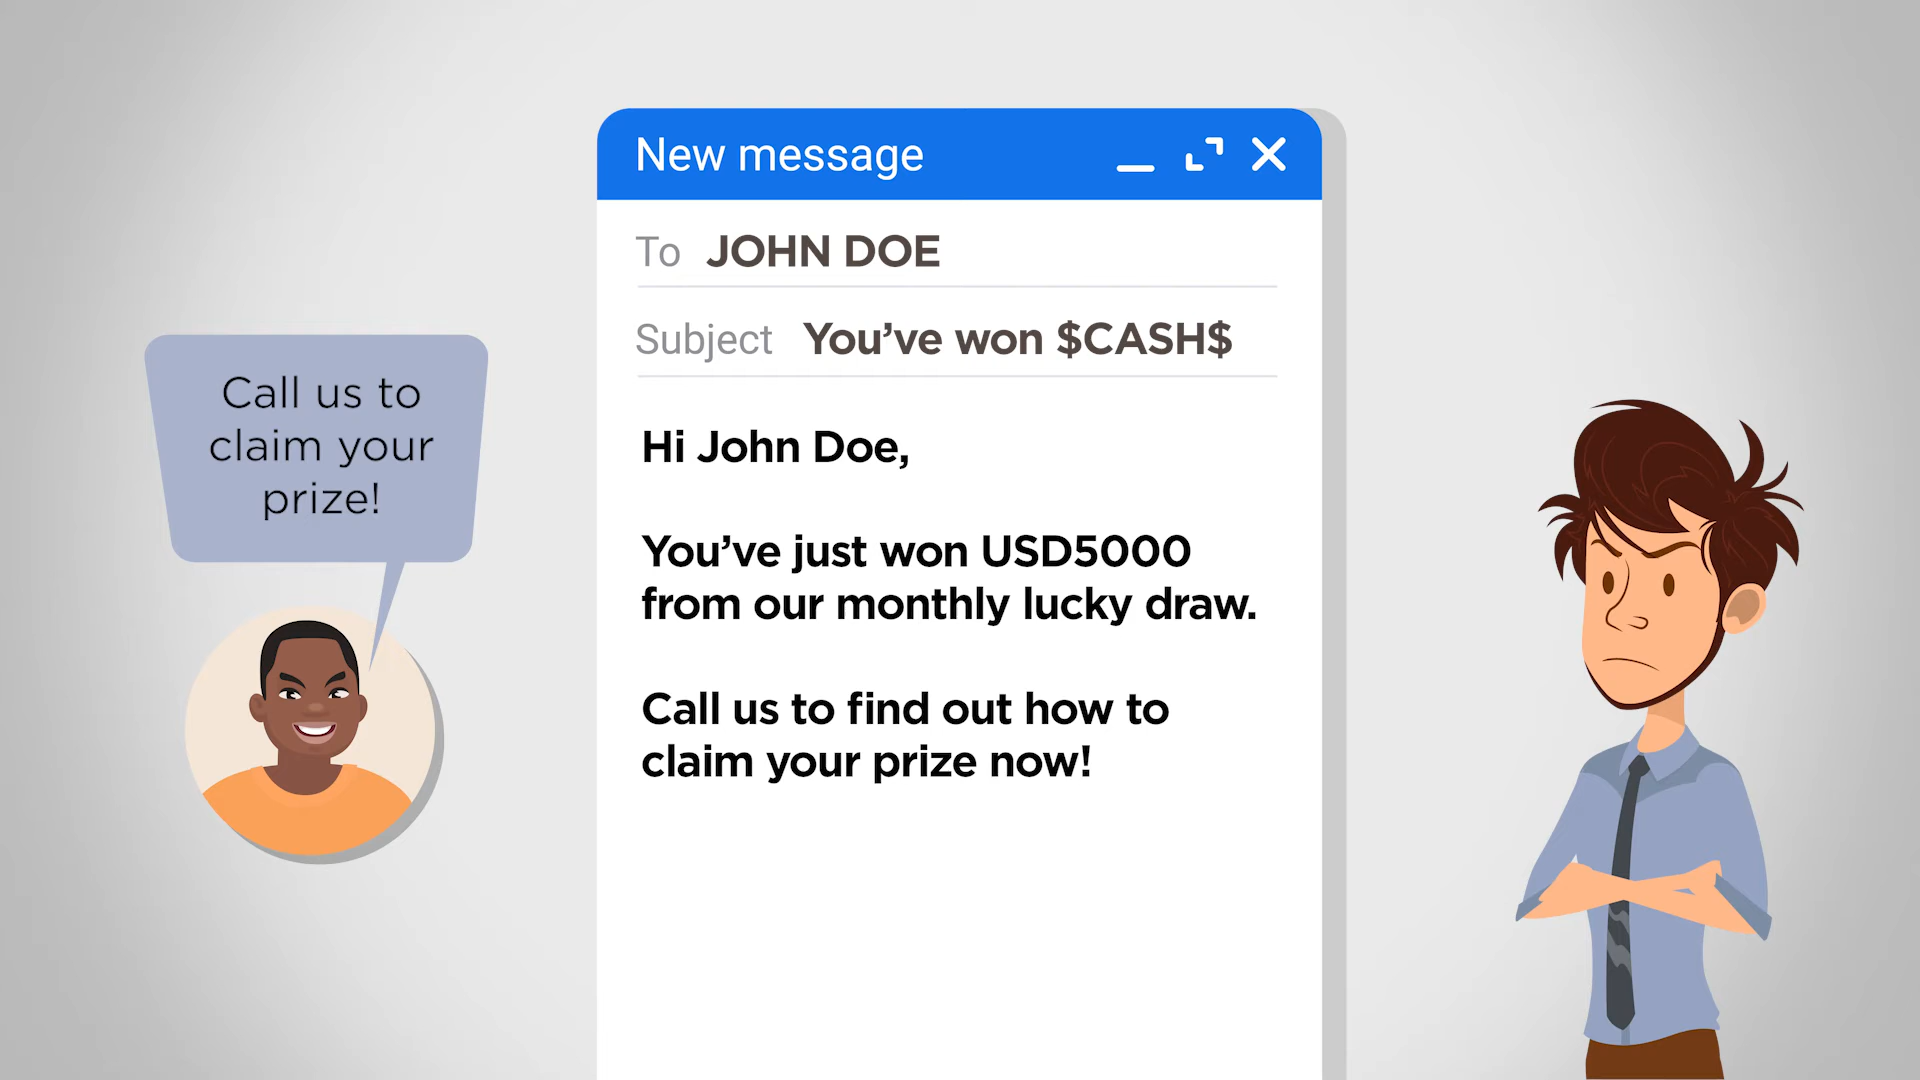 New message
To JOHN DOE
Subject You’ve won $CASH$
Call us to
claim your
prize!
Hi John Doe,
You’ve just won USD5000
from our monthly lucky draw.
Call us to find out how to
claim your prize now!